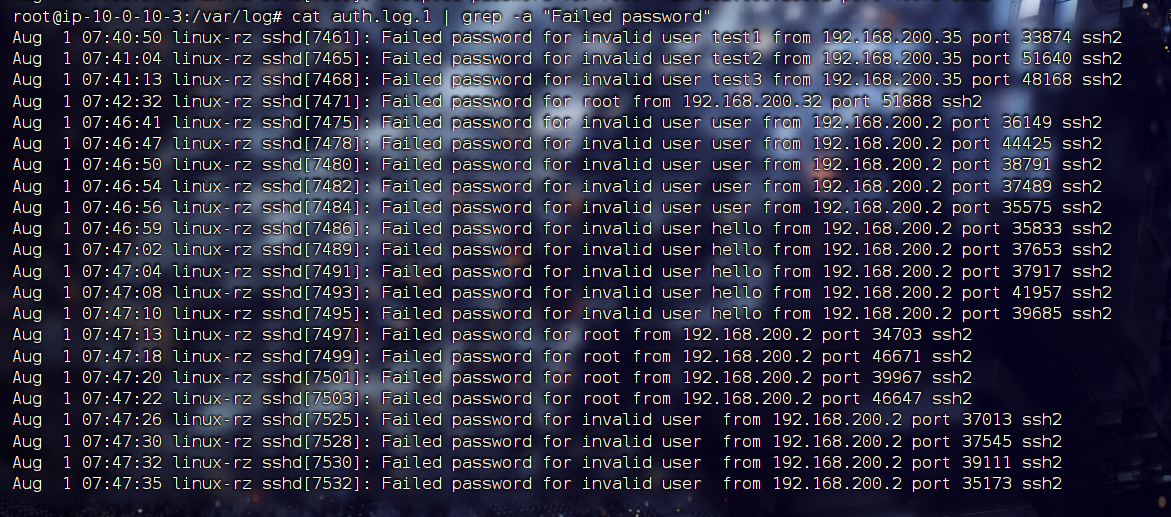 root@ip-10-0-10-3:/var/log# cat auth.log.1 | grep -a "Failed password"
Aug  1 07:40:50 linux-rz sshd[7461]: Failed password for invalid user test1 from 192.168.200.35 port 33874 ssh2
Aug  1 07:41:04 linux-rz sshd[7465]: Failed password for invalid user test2 from 192.168.200.35 port 51640 ssh2
Aug  1 07:41:13 linux-rz sshd[7468]: Failed password for invalid user test3 from 192.168.200.35 port 48168 ssh2
Aug  1 07:42:32 linux-rz sshd[7471]: Failed password for root from 192.168.200.32 port 51888 ssh2
Aug  1 07:46:41 linux-rz sshd[7475]: Failed password for invalid user user from 192.168.200.2 port 36149 ssh2
Aug  1 07:46:47 linux-rz sshd[7478]: Failed password for invalid user user from 192.168.200.2 port 44425 ssh2
Aug  1 07:46:50 linux-rz sshd[7480]: Failed password for invalid user user from 192.168.200.2 port 38791 ssh2
Aug  1 07:46:54 linux-rz sshd[7482]: Failed password for invalid user user from 192.168.200.2 port 37489 ssh2
Aug  1 07:46:56 linux-rz sshd[7484]: Failed password for invalid user user from 192.168.200.2 port 35575 ssh2
Aug  1 07:46:59 linux-rz sshd[7486]: Failed password for invalid user hello from 192.168.200.2 port 35833 ssh2
Aug  1 07:47:02 linux-rz sshd[7489]: Failed password for invalid user hello from 192.168.200.2 port 37653 ssh2
Aug  1 07:47:04 linux-rz sshd[7491]: Failed password for invalid user hello from 192.168.200.2 port 37917 ssh2
Aug  1 07:47:08 linux-rz sshd[7493]: Failed password for invalid user hello from 192.168.200.2 port 41957 ssh2
Aug  1 07:47:10 linux-rz sshd[7495]: Failed password for invalid user hello from 192.168.200.2 port 39685 ssh2
Aug  1 07:47:13 linux-rz sshd[7497]: Failed password for root from 192.168.200.2 port 34703 ssh2
Aug  1 07:47:18 linux-rz sshd[7499]: Failed password for root from 192.168.200.2 port 46671 ssh2
Aug  1 07:47:20 linux-rz sshd[7501]: Failed password for root from 192.168.200.2 port 39967 ssh2
Aug  1 07:47:22 linux-rz sshd[7503]: Failed password for root from 192.168.200.2 port 46647 ssh2
Aug  1 07:47:26 linux-rz sshd[7525]: Failed password for invalid user  from 192.168.200.2 port 37013 ssh2
Aug  1 07:47:30 linux-rz sshd[7528]: Failed password for invalid user  from 192.168.200.2 port 37545 ssh2
Aug  1 07:47:32 linux-rz sshd[7530]: Failed password for invalid user  from 192.168.200.2 port 39111 ssh2
Aug  1 07:47:35 linux-rz sshd[7532]: Failed password for invalid user  from 192.168.200.2 port 35173 ssh2